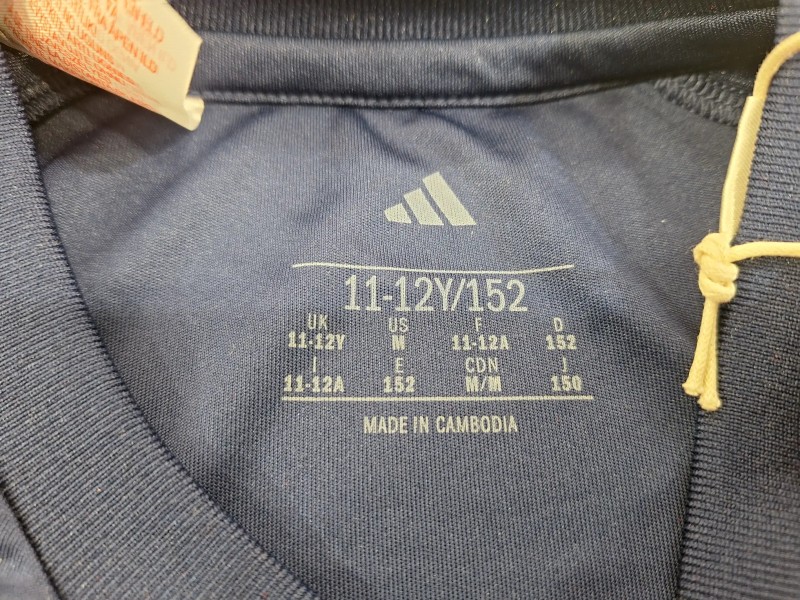 11-12Y/152
UK US F D
11-12Y M 11-12A 152
I E CDN J
11-12A 152 M/M 150
MADE IN CAMBODIA